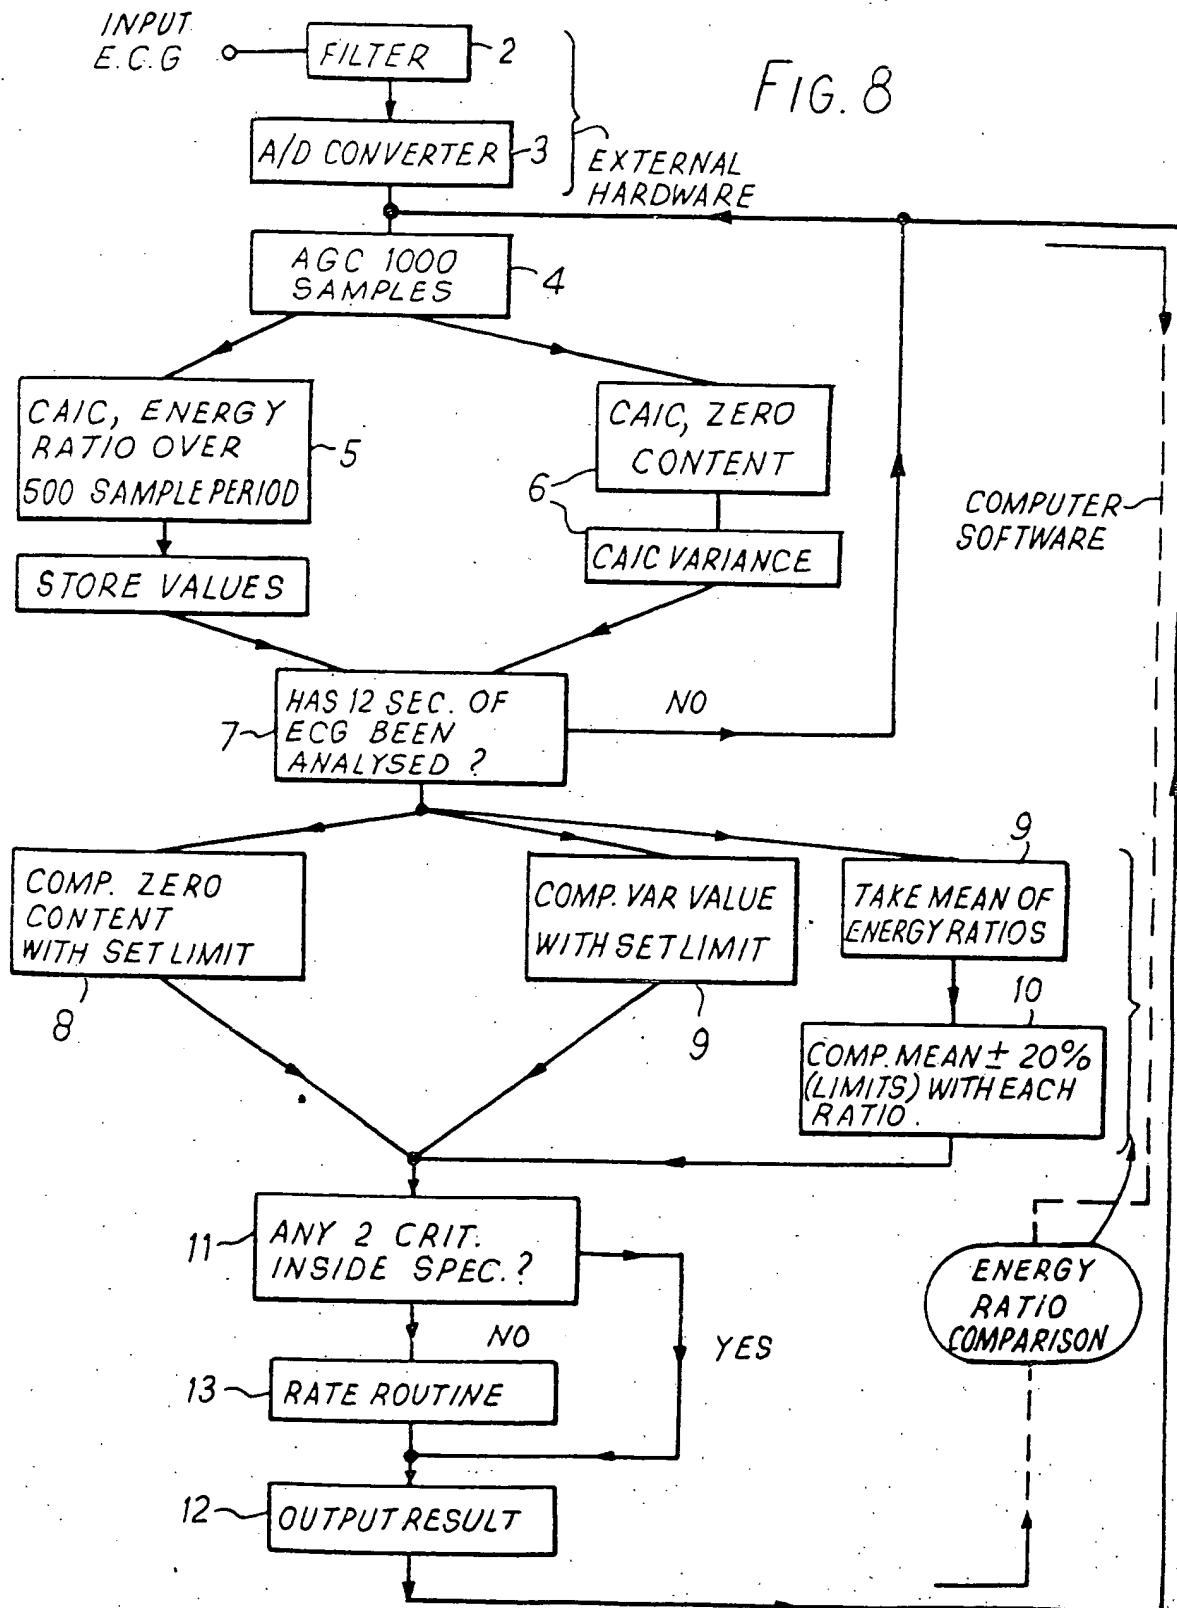 INPUT
E.C.G
FILTER
2
FIG. 8
A/D CONVERTER
3
EXTERNAL
HARDWARE
AGC 1000
SAMPLES
4
CAIC, ENERGY
RATIO OVER
500 SAMPLE PERIOD
5
CAIC, ZERO
CONTENT
6
COMPUTER
SOFTWARE
STORE VALUES
CAIC VARIANCE
HAS 12 SEC. OF
ECG BEEN
ANALYSED ?
7
NO
COMP. ZERO
CONTENT
WITH SET LIMIT
8
COMP. VAR VALUE
WITH SET LIMIT
9
9
TAKE MEAN OF
ENERGY RATIOS
10
COMP. MEAN ± 20%
(LIMITS) WITH EACH
RATIO.
11
ANY 2 CRIT.
INSIDE SPEC. ?
NO
YES
ENERGY
RATIO
COMPARISON
13
RATE ROUTINE
12
OUTPUT RESULT